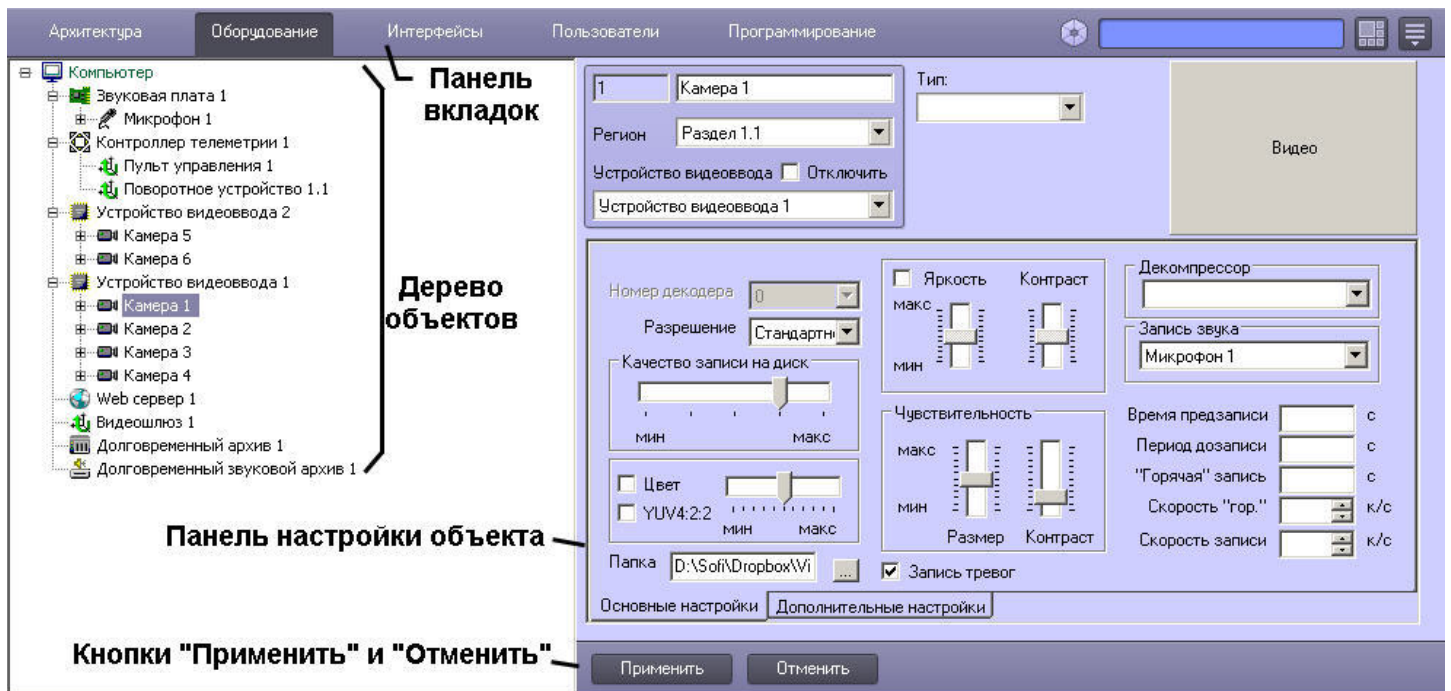 Архитектура Оборудование Интерфейсы Пользователи Программирование
Компьютер
Звуковая плата 1
Микрофон 1
Контроллер телеметрии 1
Пульт управления 1
Поворотное устройство 1.1
Устройство видеоввода 2
Камера 5
Камера 6
Устройство видеоввода 1
Камера 1
Камера 2
Камера 3
Камера 4
Web сервер 1
Видеошлюз 1
Долговременный архив 1
Долговременный звуковой архив 1
Панель
вкладок
Дерево
объектов
Панель настройки объекта
Кнопки "Применить" и "Отменить"
1 Камера 1
Регион Раздел 1.1
Устройство видеоввода Отключить
Устройство видеоввода 1
Тип:
Видео
Номер декодера 0
Разрешение Стандартн
Качество записи на диск
мин макс
Цвет
YUV4:2:2
мин макс
Папка D:\Sofi\Dropbox\Vi ...
Яркость Контраст
макс
мин
Чувствительность
макс
мин
Размер Контраст
Запись тревог
Декомпрессор
Запись звука
Микрофон 1
Время предзаписи с
Период дозаписи с
"Горячая" запись с
Скорость "гор." к/с
Скорость записи к/с
Основные настройки Дополнительные настройки
Применить Отменить